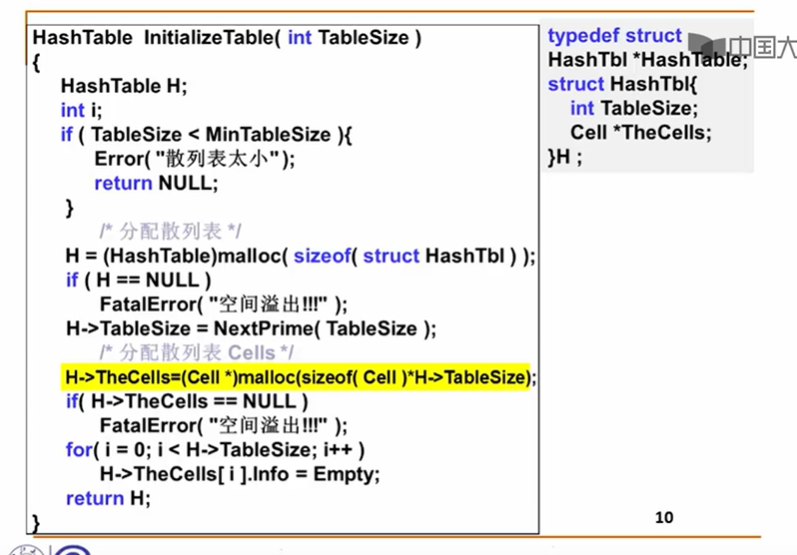 HashTable InitializeTable( int TableSize )
{
HashTable H;
int i;
if ( TableSize < MinTableSize ){
Error( "散列表太小" );
return NULL;
}
/* 分配散列表 */
H = (HashTable)malloc( sizeof( struct HashTbl ) );
if ( H == NULL )
FatalError( "空间溢出!!!" );
H->TableSize = NextPrime( TableSize );
/* 分配散列表 Cells */
H->TheCells=(Cell *)malloc(sizeof( Cell )*H->TableSize);
if( H->TheCells == NULL )
FatalError( "空间溢出!!!" );
for( i = 0; i < H->TableSize; i++ )
H->TheCells[ i ].Info = Empty;
return H;
}
typedef struct
HashTbl *HashTable;
struct HashTbl{
int TableSize;
Cell *TheCells;
}H ;
中国大
10